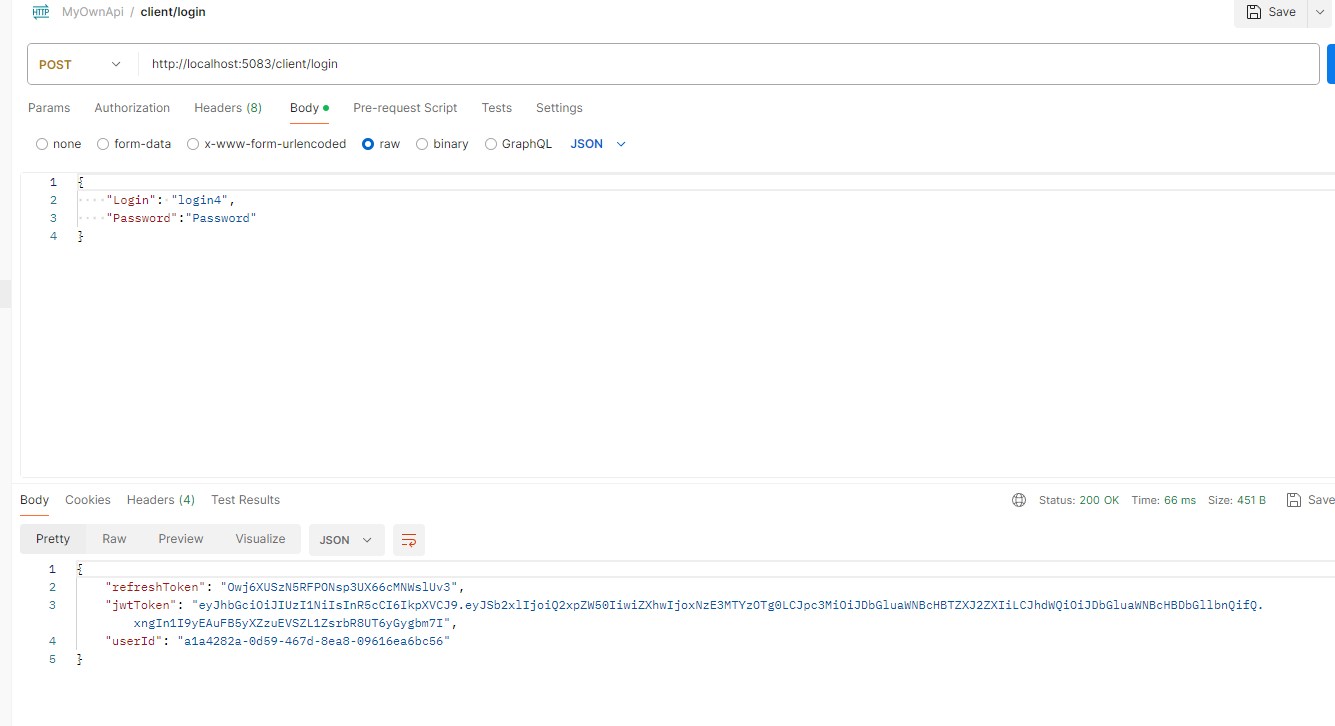 HTTP MyOwnApi / client/login Save
POST http://localhost:5083/client/login
Params Authorization Headers (8) Body Pre-request Script Tests Settings
none form-data x-www-form-urlencoded raw binary GraphQL JSON
1 {
2 "Login": "login4",
3 "Password":"Password"
4 }
Body Cookies Headers (4) Test Results Status: 200 OK Time: 66 ms Size: 451 B Save
Pretty Raw Preview Visualize JSON
1 {
2 "refreshToken": "Owj6XUSzN5RFPONsp3UX66cMNWslUv3",
3 "jwtToken": "eyJhbGciOiJIUzI1NiIsInR5cCI6IkpXVCJ9.eyJSb2xlIjoiQ2xpZW50IiwiZXhwIjoxNzE3MTYzOTg0LCJpc3MiOiJDbGluaWNBcHBTZXJ2ZXIiLCJhdWQiOiJDbGluaWNBcHBDbGllbnQifQ.
xngIn1I9yEAuFB5yXZzuEVSZL1ZsrbR8UT6yGygbm7I",
4 "userId": "a1a4282a-0d59-467d-8ea8-09616ea6bc56"
5 }